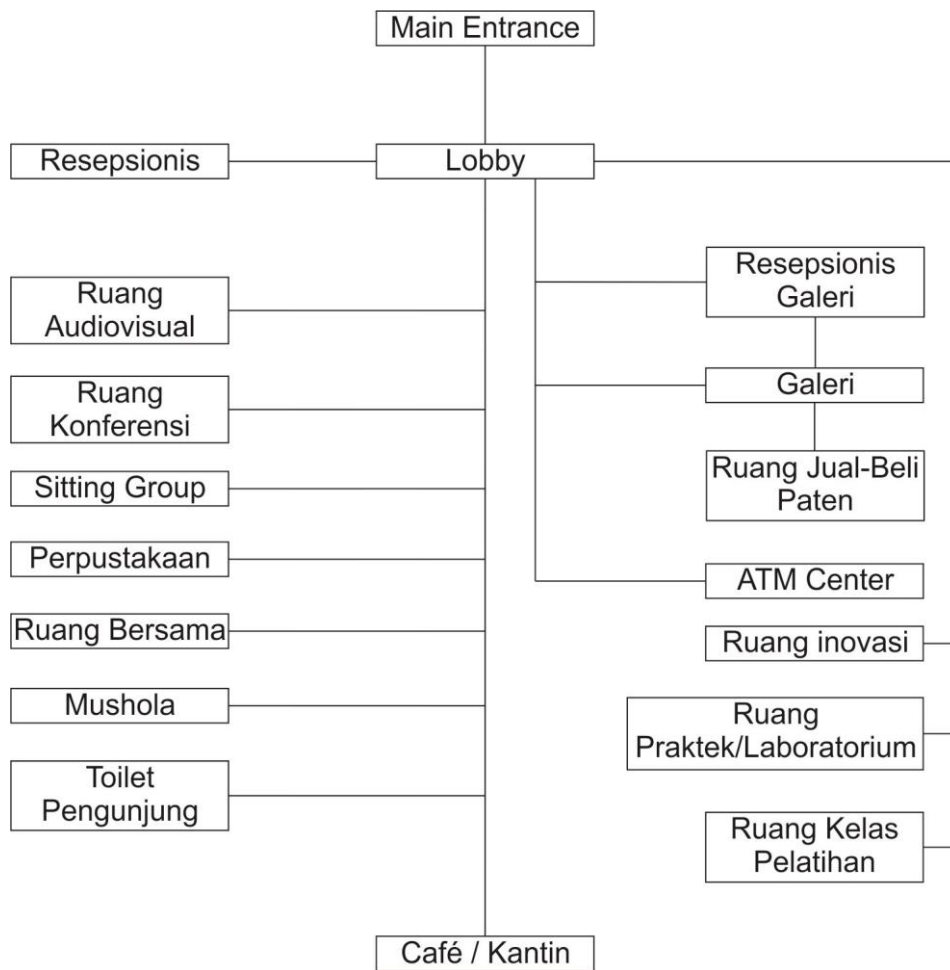 Main Entrance
Resepsionis
Lobby
Resepsionis
Galeri
Ruang
Audiovisual
Galeri
Ruang
Konferensi
Ruang Jual-Beli
Paten
Sitting Group
Perpustakaan
ATM Center
Ruang Bersama
Ruang inovasi
Mushola
Ruang
Praktek/Laboratorium
Toilet
Pengunjung
Ruang Kelas
Pelatihan
Café / Kantin